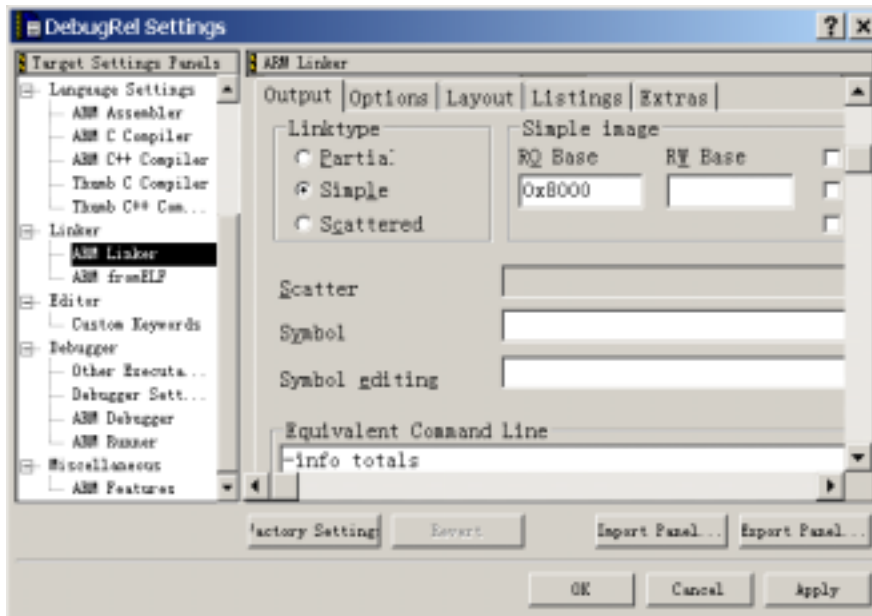 DebugRel Settings
Target Settings Panels
Language Settings
ARM Assembler
ARM C Compiler
ARM C++ Compiler
Thumb C Compiler
Thumb C++ Com...
Linker
ARM Linker
ARM fromELF
Editor
Custom Keywords
Debugger
Other Executa...
Debugger Sett...
ARM Debugger
ARM Runner
Miscellaneous
ARM Features
ARM Linker
Output Options Layout Listings Extras
Linktype
Partial
Simple
Scattered
Simple image
RO Base RW Base
0x8000
Scatter
Symbol
Symbol editing
Equivalent Command Line
-info totals
actory Setting
Revert
Import Panel...
Export Panel...
OK
Cancel
Apply